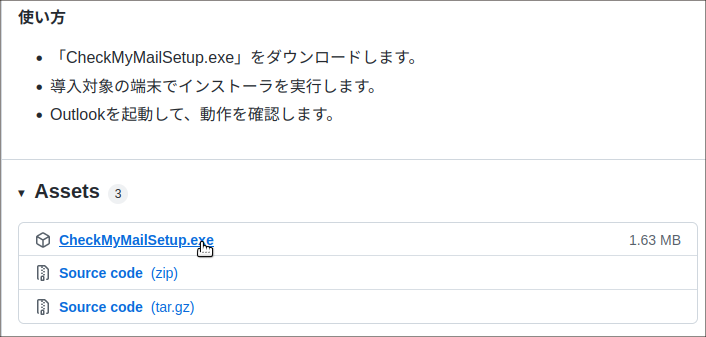 使い方
• 「CheckMyMailSetup.exe」をダウンロードします。
• 導入対象の端末でインストーラを実行します。
• Outlookを起動して、動作を確認します。
▾ Assets 3
CheckMyMailSetup.exe 1.63 MB
Source code (zip)
Source code (tar.gz)